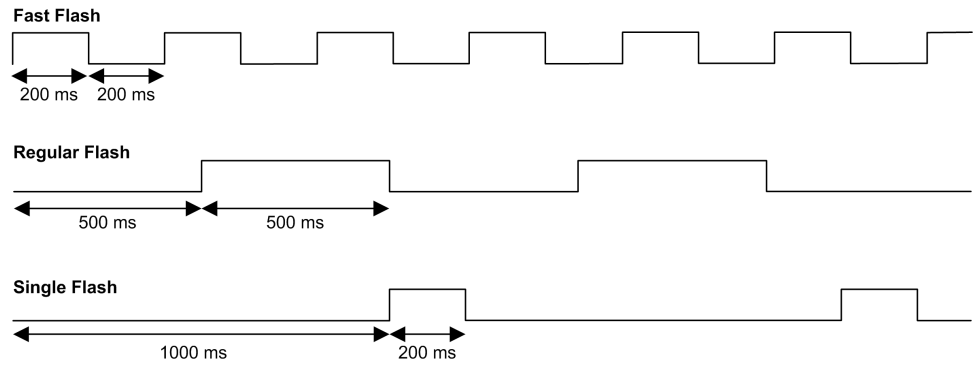 Fast Flash
200 ms 200 ms
Regular Flash
500 ms 500 ms
Single Flash
1000 ms 200 ms